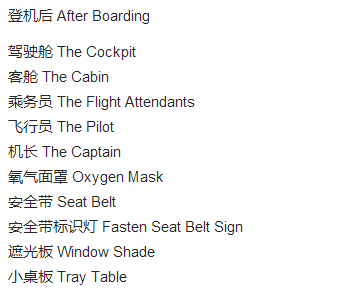 登机后 After Boarding
驾驶舱 The Cockpit
客舱 The Cabin
乘务员 The Flight Attendants
飞行员 The Pilot
机长 The Captain
氧气面罩 Oxygen Mask
安全带 Seat Belt
安全带标识灯 Fasten Seat Belt Sign
遮光板 Window Shade
小桌板 Tray Table